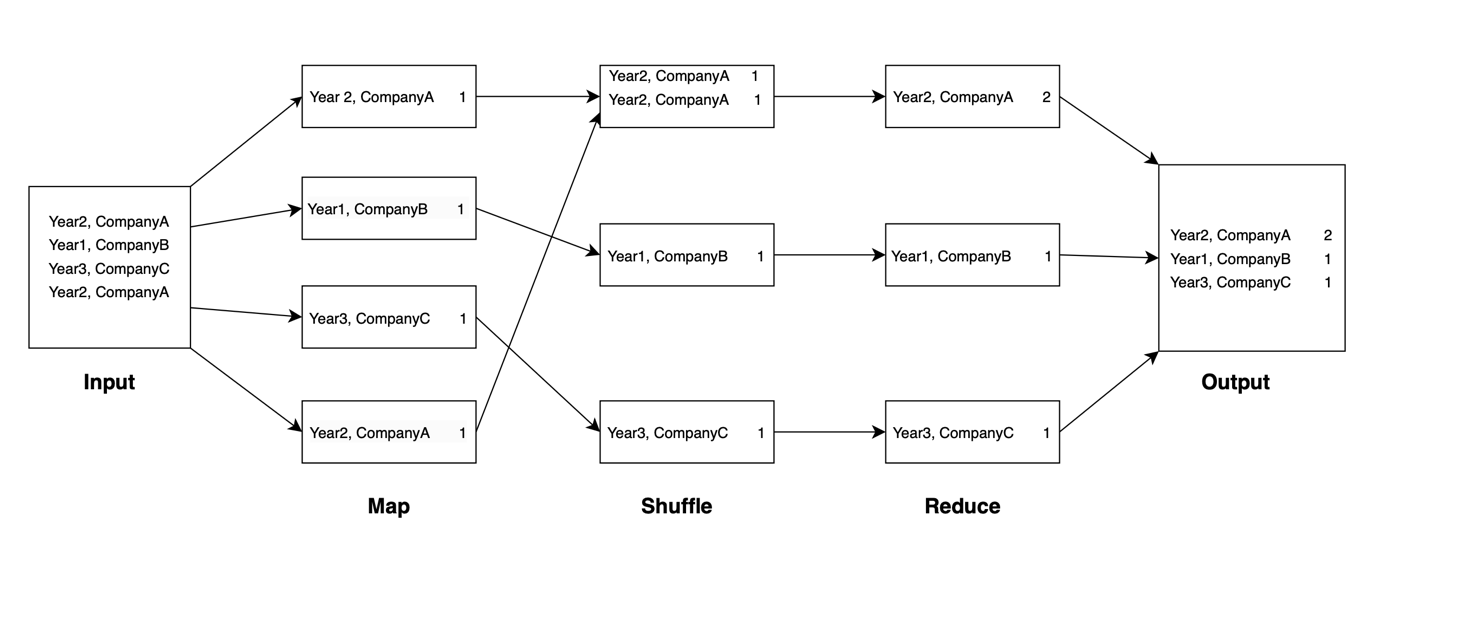 Year2, CompanyA
Year1, CompanyB
Year3, CompanyC
Year2, CompanyA
Input
Year 2, CompanyA 1
Year1, CompanyB 1
Year3, CompanyC 1
Year2, CompanyA 1
Map
Year2, CompanyA 1
Year2, CompanyA 1
Year1, CompanyB 1
Year3, CompanyC 1
Shuffle
Year2, CompanyA 2
Year1, CompanyB 1
Year3, CompanyC 1
Reduce
Year2, CompanyA 2
Year1, CompanyB 1
Year3, CompanyC 1
Output